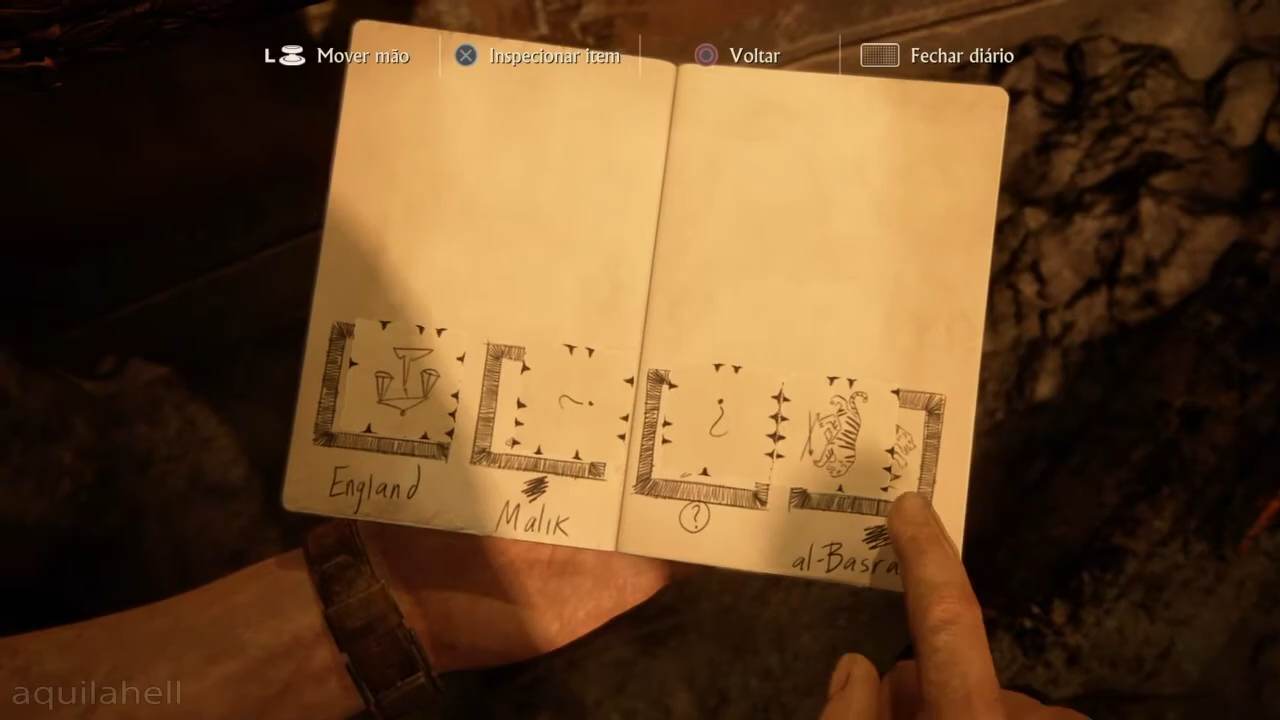 L Mover mão Inspecionar item Voltar Fechar diário
?
?
England
Malik
?
al-Basra
aquilahell